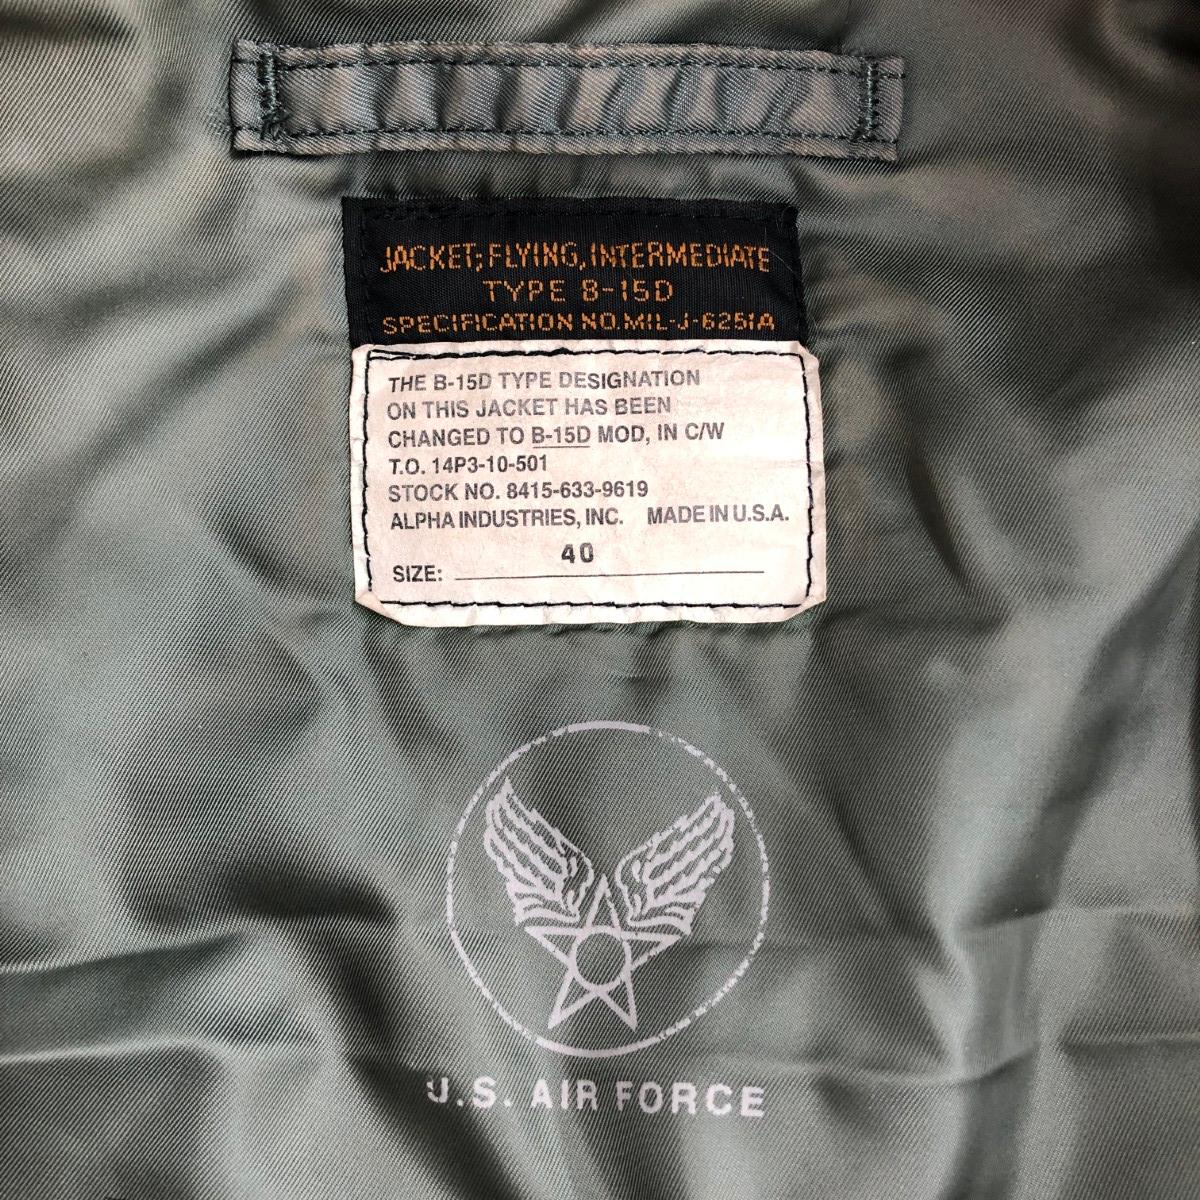 JACKET; FLYING, INTERMEDIATE
TYPE B-15D
SPECIFICATION NO. MIL-J-6251A
THE B-15D TYPE DESIGNATION
ON THIS JACKET HAS BEEN
CHANGED TO B-15D MOD, IN C/W
T.O. 14P3-10-501
STOCK NO. 8415-633-9619
ALPHA INDUSTRIES, INC. MADE IN U.S.A.
40
SIZE:
U.S. AIR FORCE